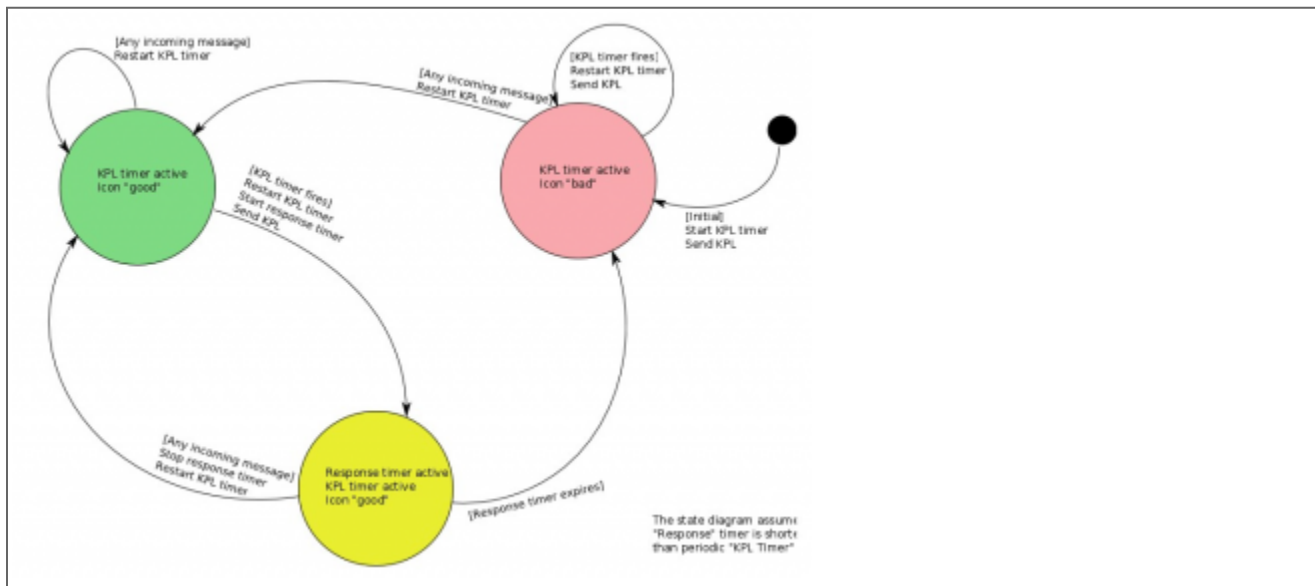 [Any incoming message]
Restart KPL timer
[KPL timer fires]
Restart KPL timer
Send KPL
[Any incoming message]
Restart KPL timer
KPL timer active
Icon "good"
KPL timer active
Icon "bad"
[KPL timer fires]
Restart KPL timer
Start response timer
Send KPL
[Initial]
Start KPL timer
Send KPL
[Any incoming message]
Stop response timer
Restart KPL timer
Response timer active
KPL timer active
Icon "good"
[Response timer expires]
The state diagram assume
"Response" timer is shorte
than periodic "KPL Timer"